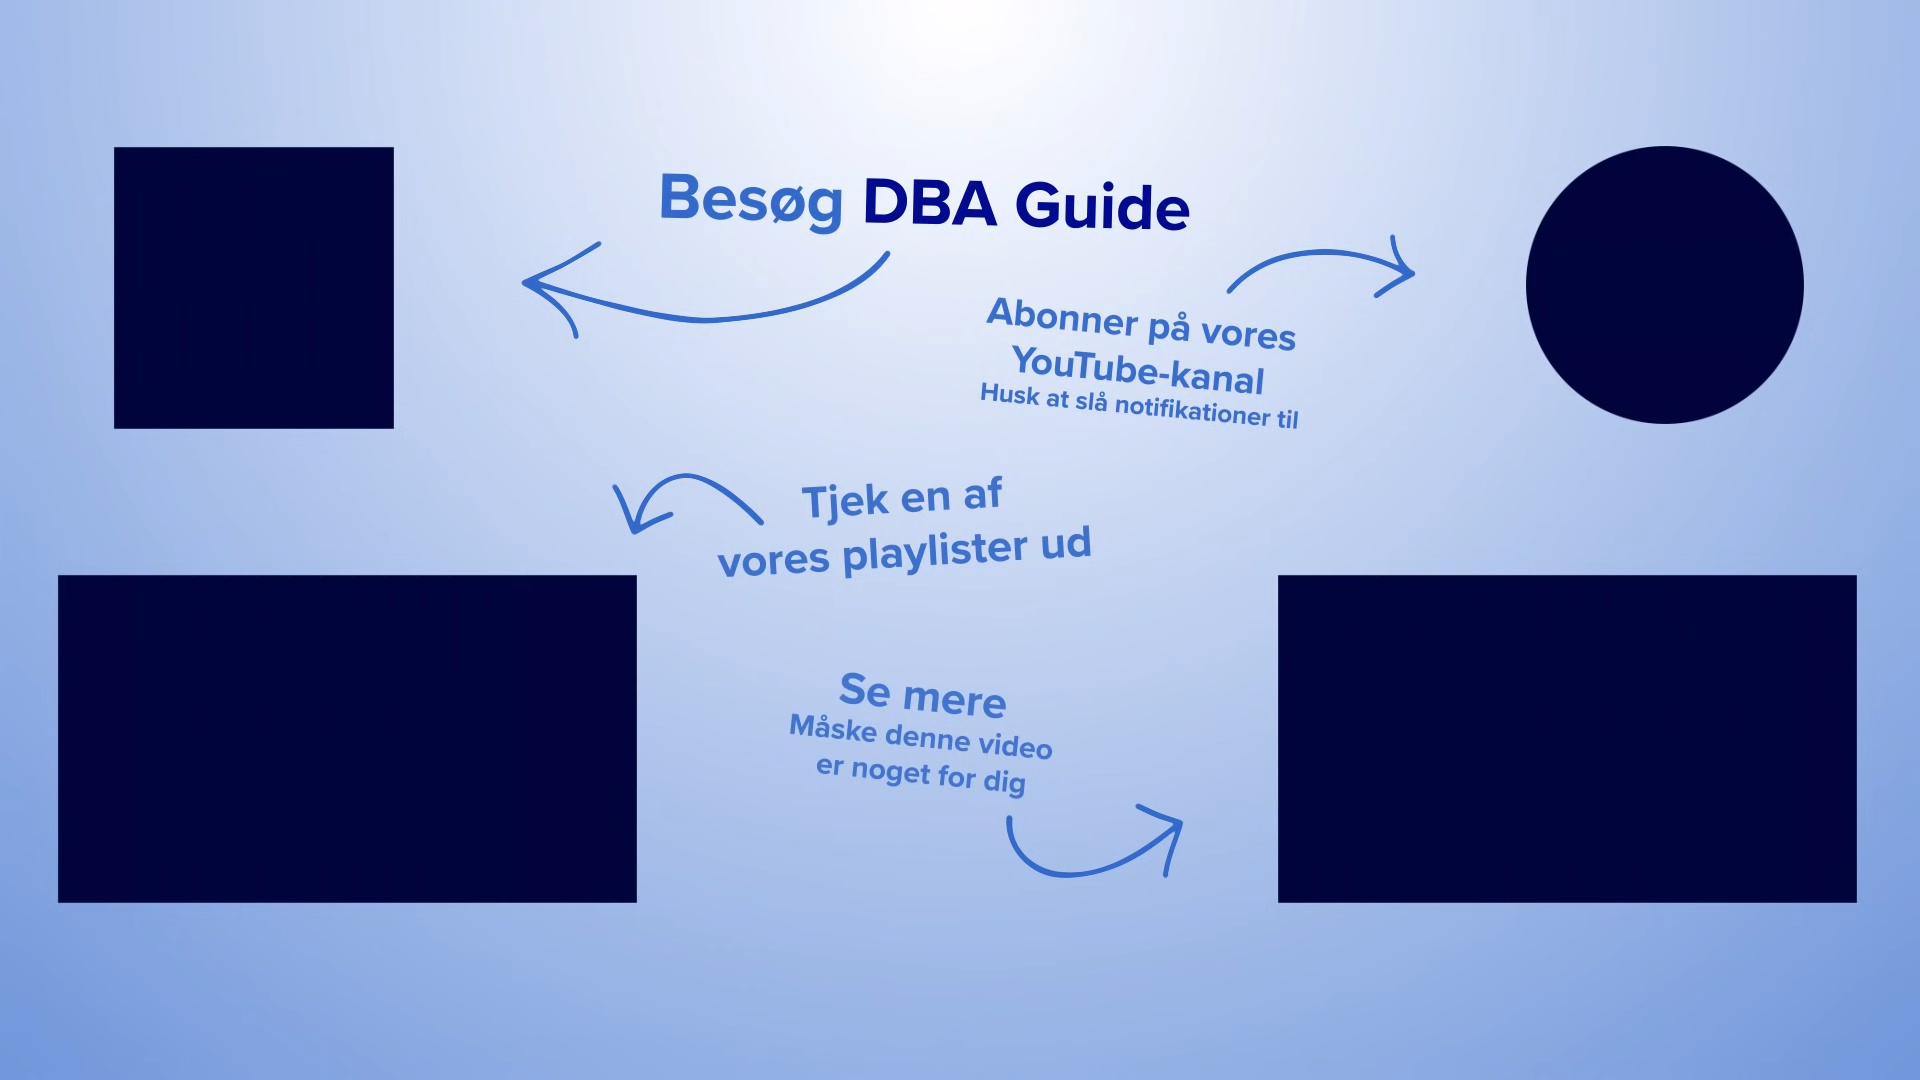 Besøg DBA Guide
Abonner på vores
YouTube-kanal
Husk at slå notifikationer til
Tjek en af
vores playlister ud
Se mere
Måske denne video
er noget for dig